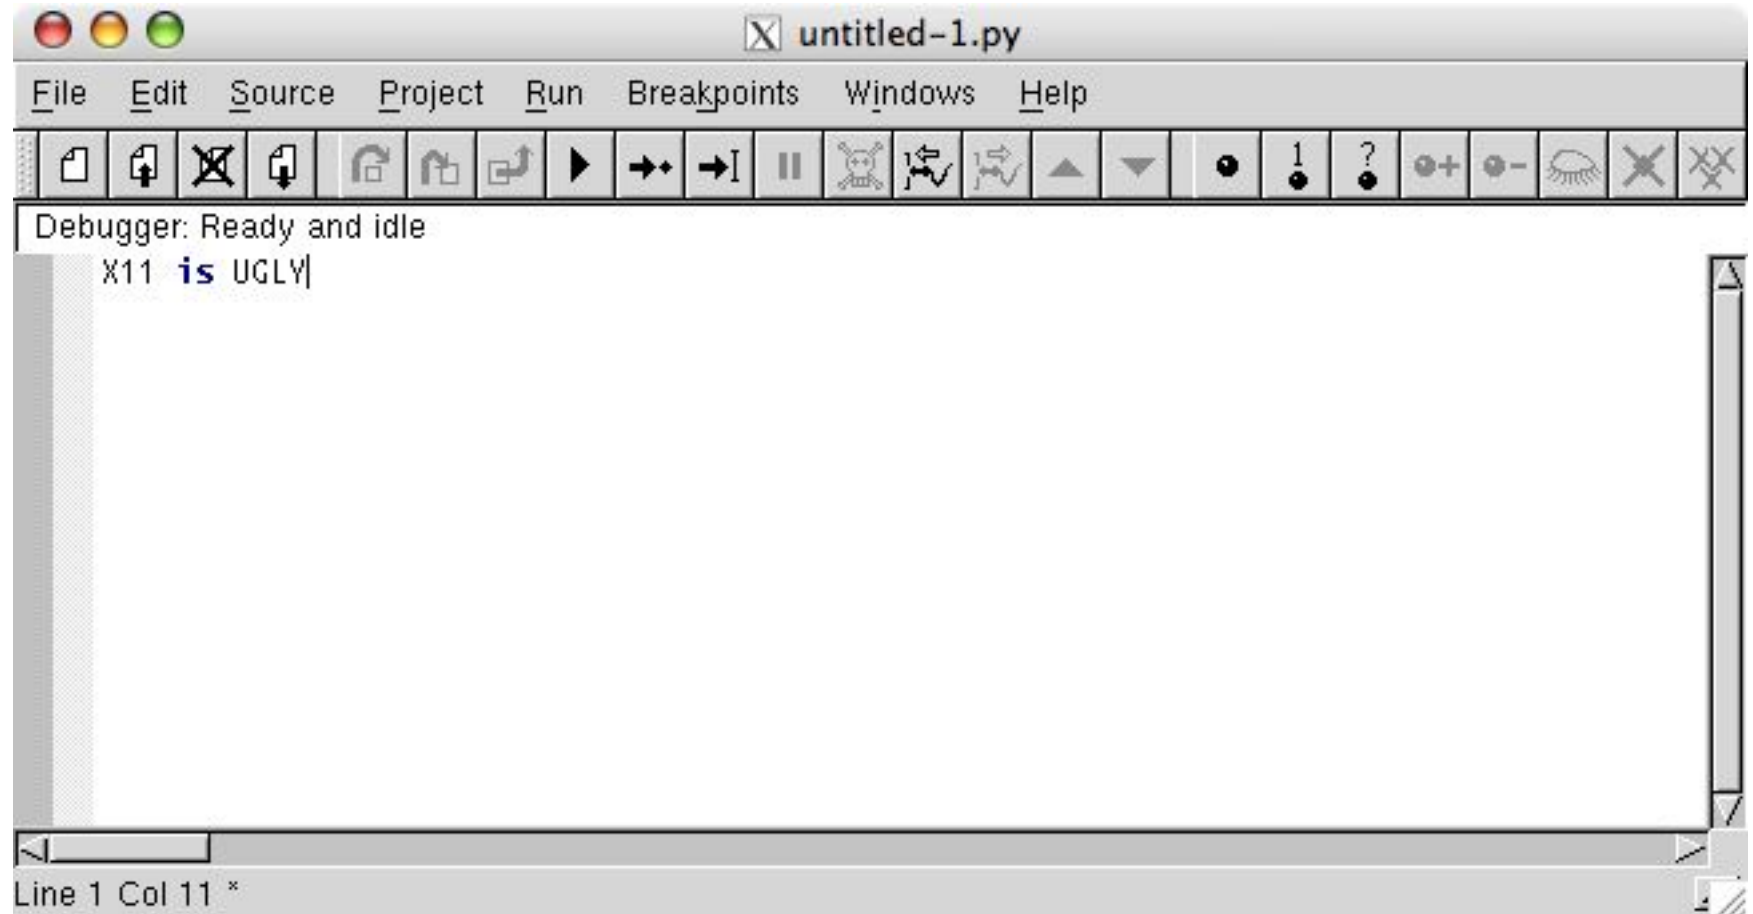 untitled-1.py
File Edit Source Project Run Breakpoints Windows Help
1 ?
Debugger: Ready and idle
X11 is UGLY
Line 1 Col 11 *